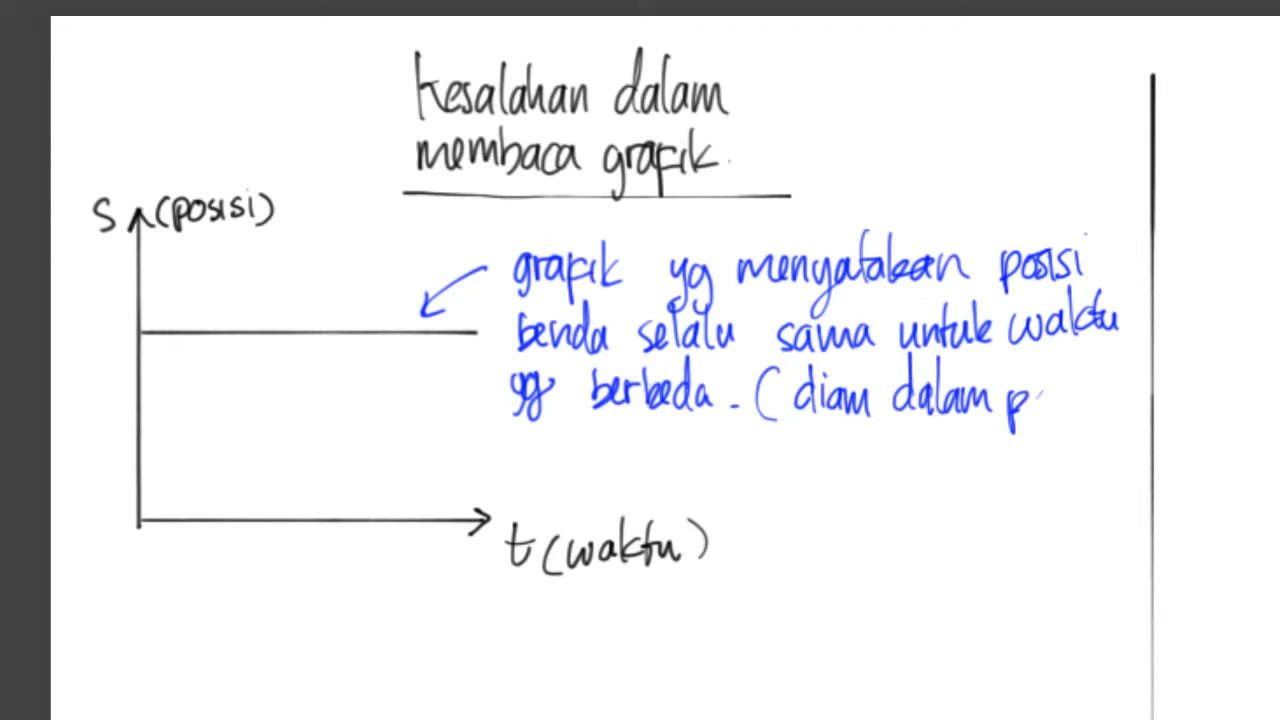 Kesalahan dalam
membaca grafik.
S (posisi)
grafik yg menyatakan posisi
benda selalu sama untuk waktu
yg berbeda. (diam dalam p
t (waktu)